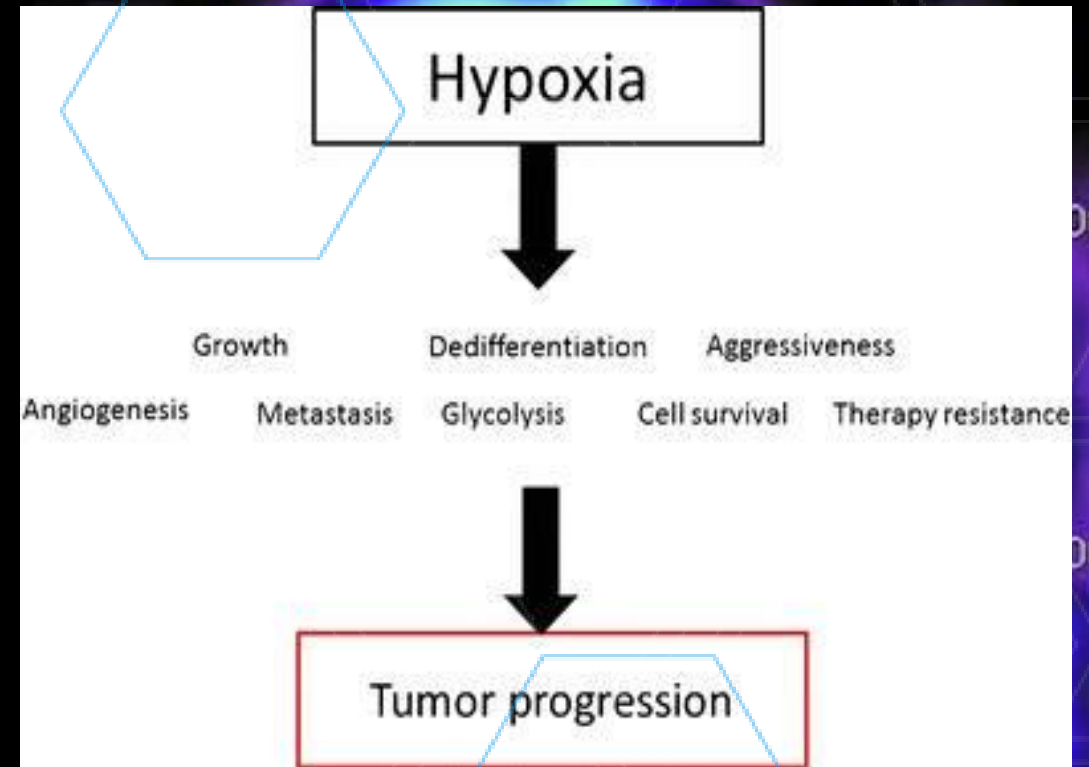 Hypoxia
Growth Dedifferentiation Aggressiveness
Angiogenesis Metastasis Glycolysis Cell survival Therapy resistance
Tumor progression